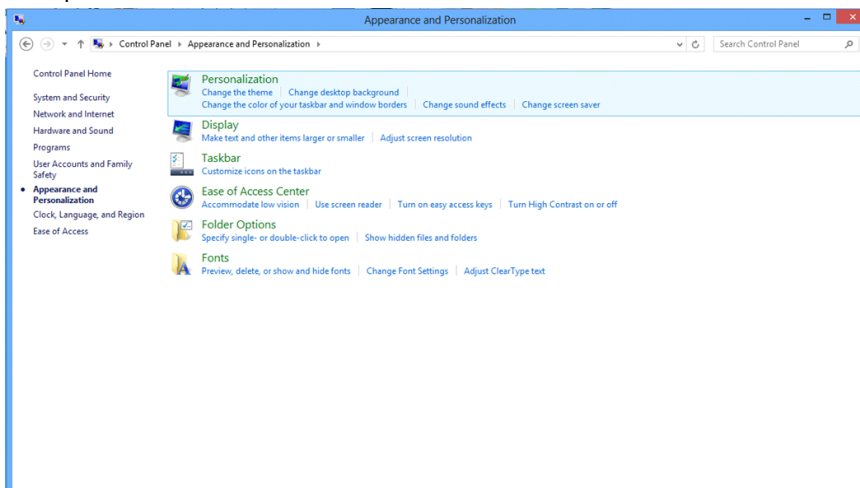 Appearance and Personalization
Control Panel Appearance and Personalization
Search Control Panel
Control Panel Home
System and Security
Network and Internet
Hardware and Sound
Programs
User Accounts and Family
Safety
Appearance and
Personalization
Clock, Language, and Region
Ease of Access
Personalization
Change the theme Change desktop background
Change the color of your taskbar and window borders Change sound effects Change screen saver
Display
Make text and other items larger or smaller Adjust screen resolution
Taskbar
Customize icons on the taskbar
Ease of Access Center
Accommodate low vision Use screen reader Turn on easy access keys Turn High Contrast on or off
Folder Options
Specify single- or double-click to open Show hidden files and folders
Fonts
Preview, delete, or show and hide fonts Change Font Settings Adjust ClearType text